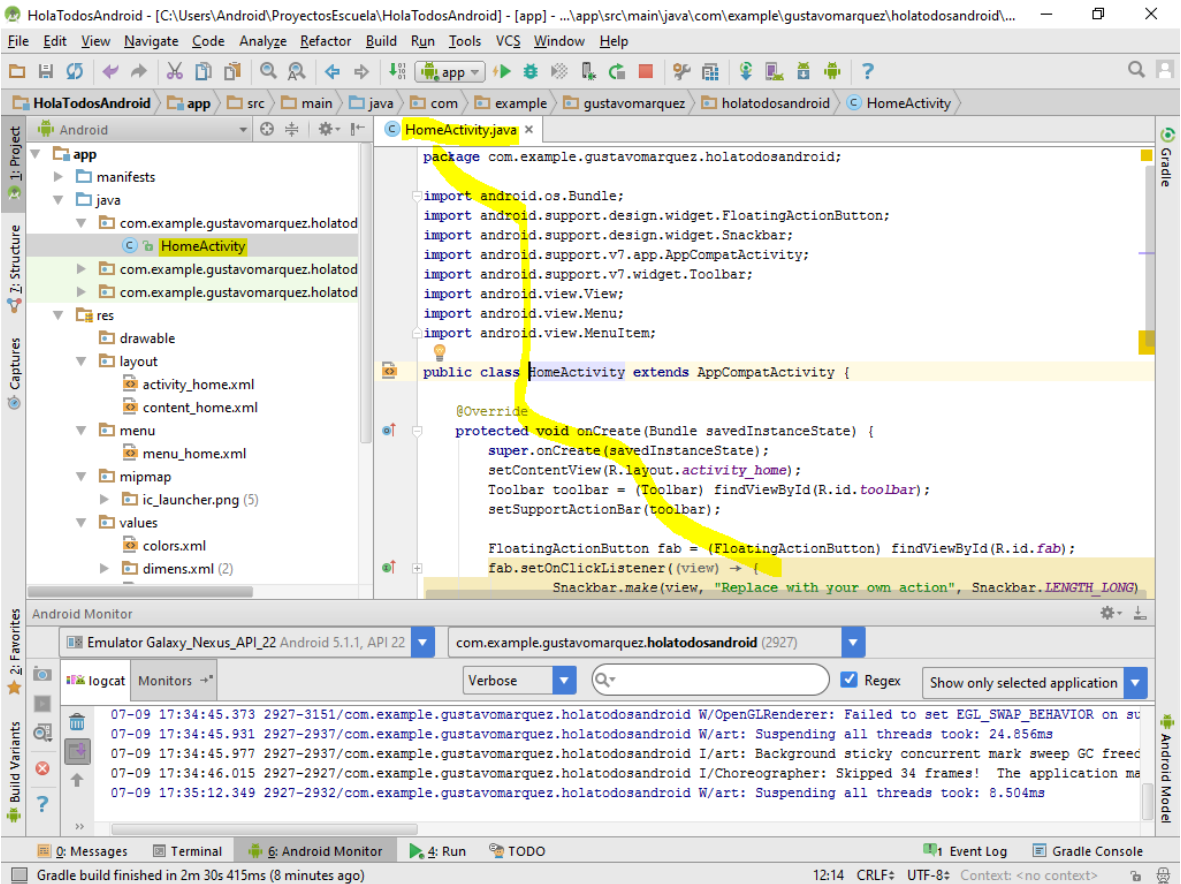 HolaTodosAndroid - [C:\Users\Android\ProyectosEscuela\HolaTodosAndroid] - [app] - ...\app\src\main\java\com\example\gustavomarquez\holatodosandroid\...
File Edit View Navigate Code Analyze Refactor Build Run Tools VCS Window Help
app
HolaTodosAndroid app src main java com example gustavomarquez holatodosandroid HomeActivity
1: Project
7: Structure
Captures
2: Favorites
Build Variants
Android
app
manifests
java
com.example.gustavomarquez.holatod
HomeActivity
com.example.gustavomarquez.holatod
com.example.gustavomarquez.holatod
res
drawable
layout
activity_home.xml
content_home.xml
menu
menu_home.xml
mipmap
ic_launcher.png (5)
values
colors.xml
dimens.xml (2)
HomeActivity.java
package com.example.gustavomarquez.holatodosandroid;
import android.os.Bundle;
import android.support.design.widget.FloatingActionButton;
import android.support.design.widget.Snackbar;
import android.support.v7.app.AppCompatActivity;
import android.support.v7.widget.Toolbar;
import android.view.View;
import android.view.Menu;
import android.view.MenuItem;
public class HomeActivity extends AppCompatActivity {
@Override
protected void onCreate(Bundle savedInstanceState) {
super.onCreate(savedInstanceState);
setContentView(R.layout.activity_home);
Toolbar toolbar = (Toolbar) findViewById(R.id.toolbar);
setSupportActionBar(toolbar);
FloatingActionButton fab = (FloatingActionButton) findViewById(R.id.fab);
fab.setOnClickListener((view) → {
Snackbar.make(view, "Replace with your own action", Snackbar.LENGTH_LONG)
Gradle
Android Model
Android Monitor
Emulator Galaxy_Nexus_API_22 Android 5.1.1, API 22
com.example.gustavomarquez.holatodosandroid (2927)
logcat Monitors
Verbose
Regex
Show only selected application
07-09 17:34:45.373 2927-3151/com.example.gustavomarquez.holatodosandroid W/OpenGLRenderer: Failed to set EGL_SWAP_BEHAVIOR on su
07-09 17:34:45.931 2927-2937/com.example.gustavomarquez.holatodosandroid W/art: Suspending all threads took: 24.856ms
07-09 17:34:45.977 2927-2937/com.example.gustavomarquez.holatodosandroid I/art: Background sticky concurrent mark sweep GC freed
07-09 17:34:46.015 2927-2927/com.example.gustavomarquez.holatodosandroid I/Choreographer: Skipped 34 frames! The application ma
07-09 17:35:12.349 2927-2932/com.example.gustavomarquez.holatodosandroid W/art: Suspending all threads took: 8.504ms
0: Messages Terminal 6: Android Monitor 4: Run TODO 1 Event Log Gradle Console
Gradle build finished in 2m 30s 415ms (8 minutes ago) 12:14 CRLF UTF-8 Context: <no context>